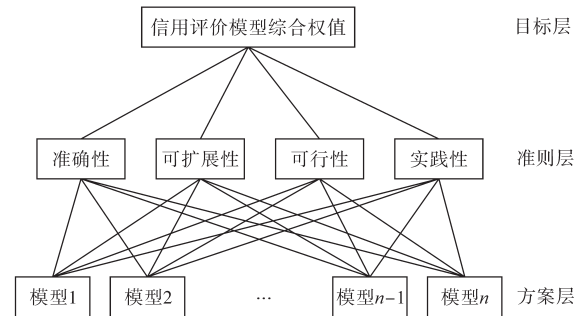 信用评价模型综合权值 目标层
准确性 可扩展性 可行性 实践性 准则层
模型1 模型2 … 模型n-1 模型n 方案层